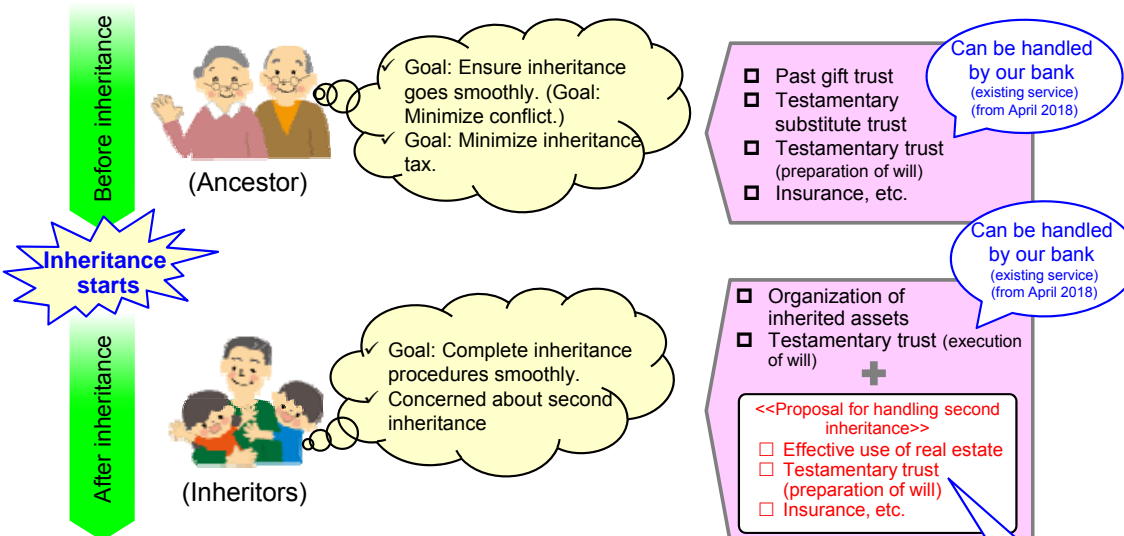 Before inheritance
(Ancestor)
✓ Goal: Ensure inheritance
goes smoothly. (Goal:
Minimize conflict.)
✓ Goal: Minimize inheritance
tax.
❑ Past gift trust
❑ Testamentary
substitute trust
❑ Testamentary trust
(preparation of will)
❑ Insurance, etc.
Can be handled
by our bank
(existing service)
(from April 2018)
Inheritance
starts
After inheritance
(Inheritors)
✓ Goal: Complete inheritance
procedures smoothly.
✓ Concerned about second
inheritance
❑ Organization of
inherited assets
❑ Testamentary trust (execution
of will)
+
Can be handled
by our bank
(existing service)
(from April 2018)
<<Proposal for handling second
inheritance>>
☐ Effective use of real estate
☐ Testamentary trust
(preparation of will)
☐ Insurance, etc.